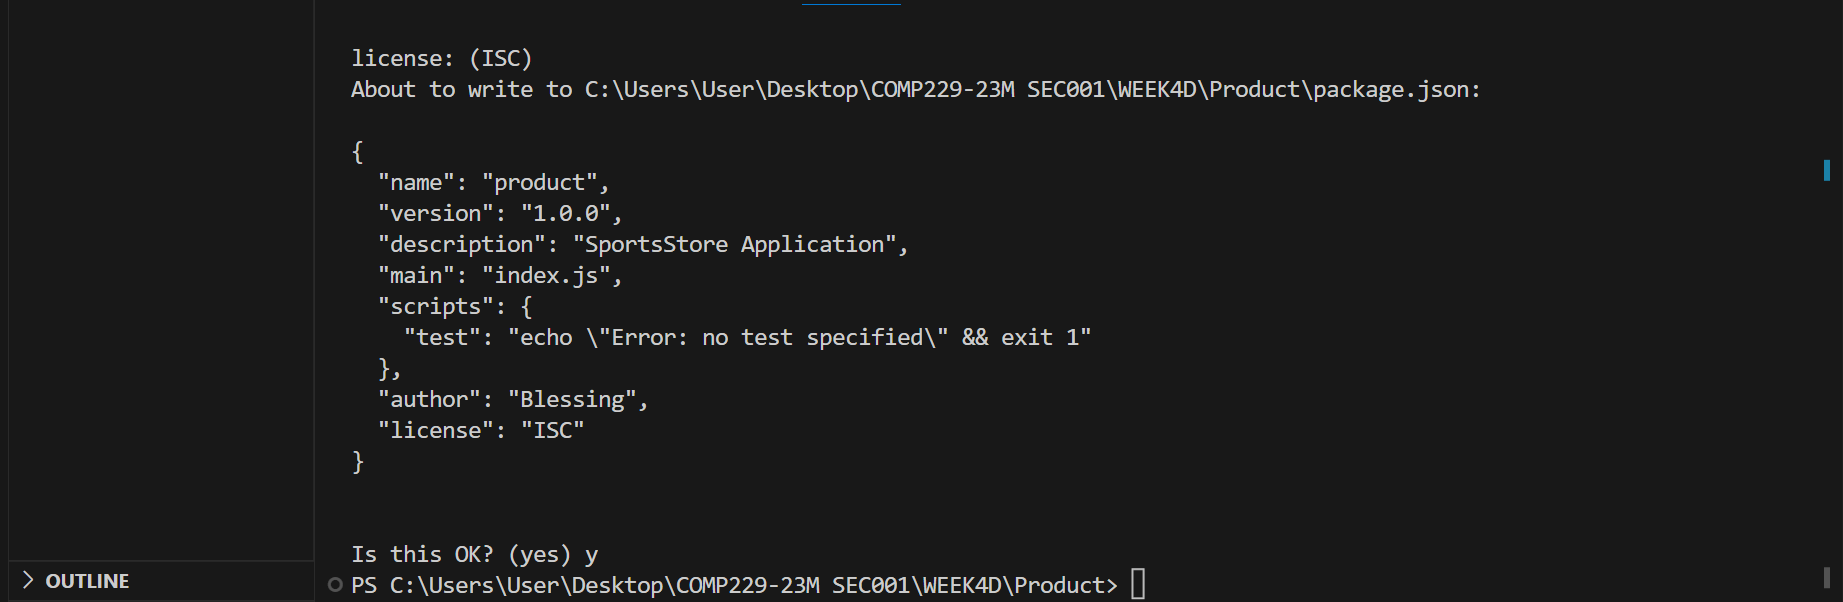 license: (ISC)
About to write to C:\Users\User\Desktop\COMP229-23M SEC001\WEEK4D\Product\package.json:
{
  "name": "product",
  "version": "1.0.0",
  "description": "SportsStore Application",
  "main": "index.js",
  "scripts": {
    "test": "echo \"Error: no test specified\" && exit 1"
  },
  "author": "Blessing",
  "license": "ISC"
}
Is this OK? (yes) y
PS C:\Users\User\Desktop\COMP229-23M SEC001\WEEK4D\Product>
OUTLINE